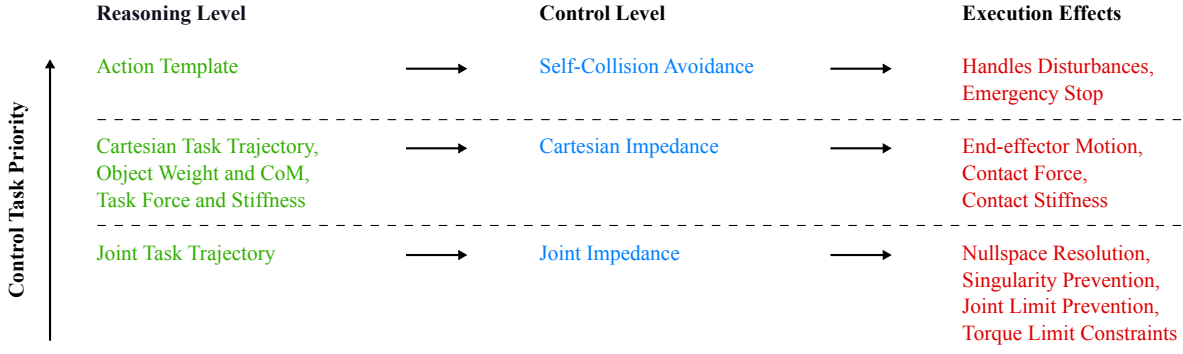 Reasoning Level
Control Level
Execution Effects
Control Task Priority
Action Template
Self-Collision Avoidance
Handles Disturbances,
Emergency Stop
Cartesian Task Trajectory,
Object Weight and CoM,
Task Force and Stiffness
Cartesian Impedance
End-effector Motion,
Contact Force,
Contact Stiffness
Joint Task Trajectory
Joint Impedance
Nullspace Resolution,
Singularity Prevention,
Joint Limit Prevention,
Torque Limit Constraints